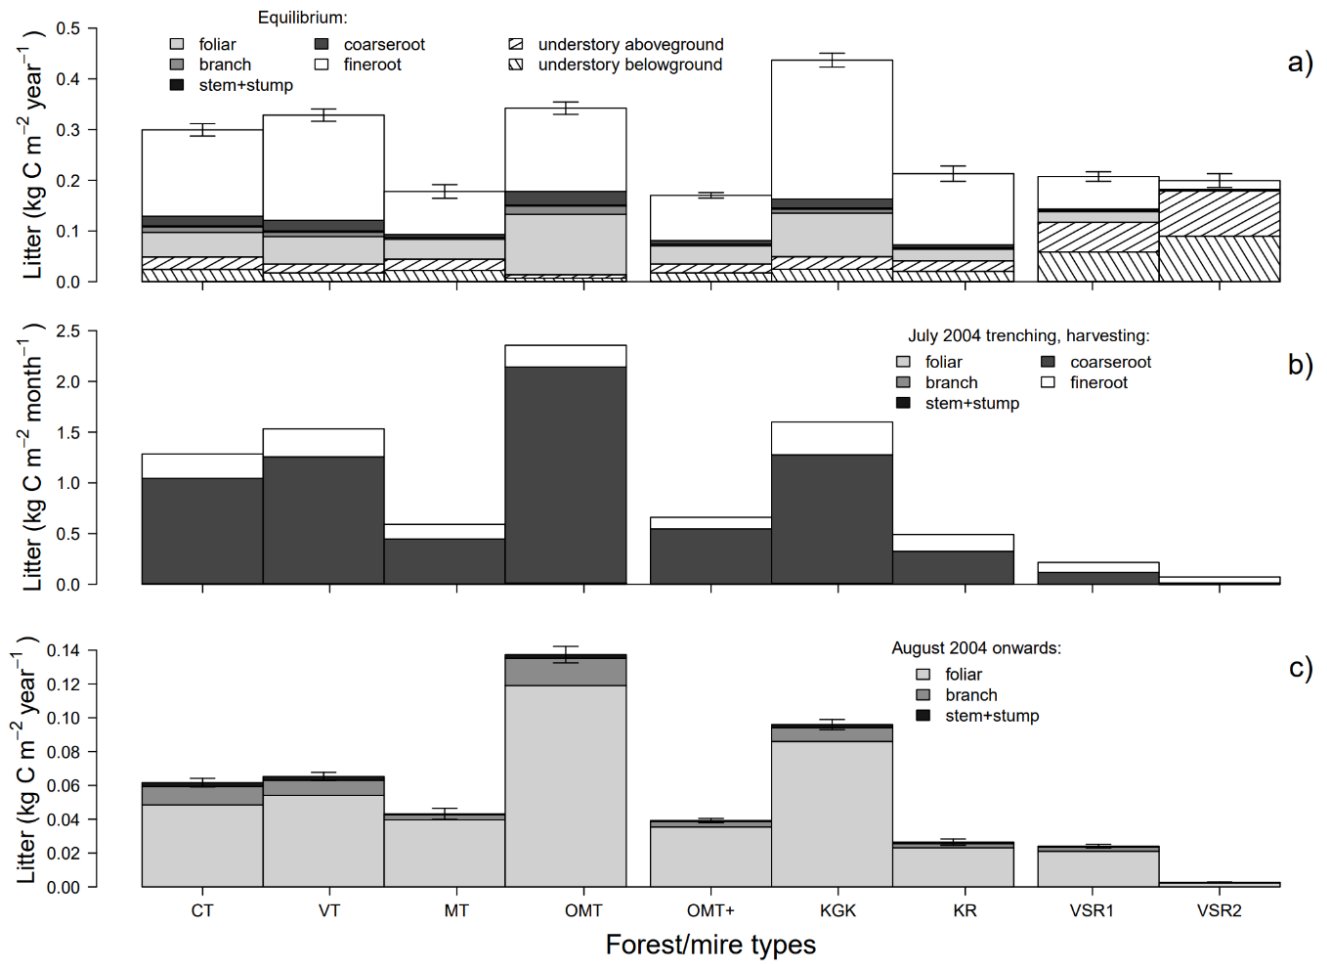 Equilibrium:
foliar
branch
stem+stump
coarseroot
fineroot
understory aboveground
understory belowground
a)
Litter (kg C m−2 year−1 )
0.5
0.4
0.3
0.2
0.1
0.0
July 2004 trenching, harvesting:
foliar
branch
stem+stump
coarseroot
fineroot
b)
Litter (kg C m−2 month−1 )
2.5
2.0
1.5
1.0
0.5
0.0
August 2004 onwards:
foliar
branch
stem+stump
c)
Litter (kg C m−2 year−1 )
0.14
0.12
0.10
0.08
0.06
0.04
0.02
0.00
CT VT MT OMT OMT+ KGK KR VSR1 VSR2
Forest/mire types